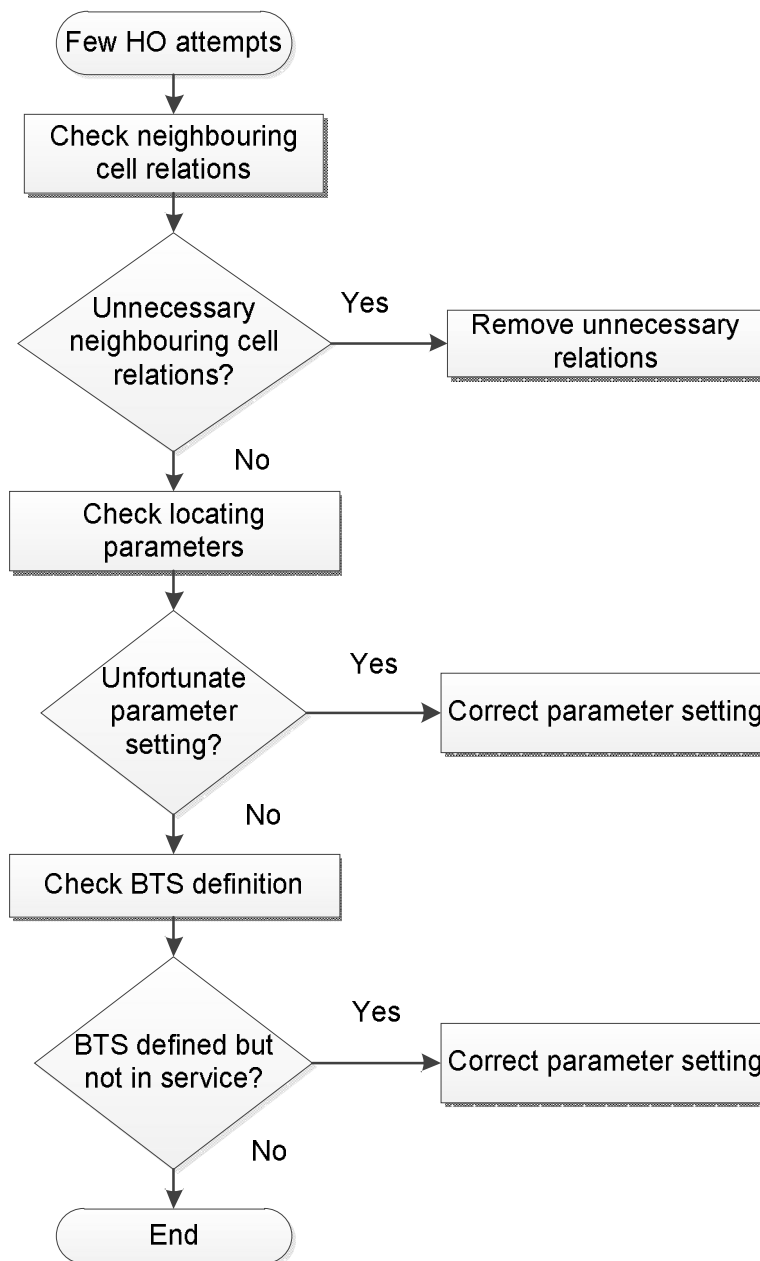 Few HO attempts
Check neighbouring
cell relations
Unnecessary
neighbouring cell
relations?
Yes
Remove unnecessary
relations
No
Check locating
parameters
Unfortunate
parameter
setting?
Yes
Correct parameter setting
No
Check BTS definition
BTS defined but
not in service?
Yes
Correct parameter setting
No
End